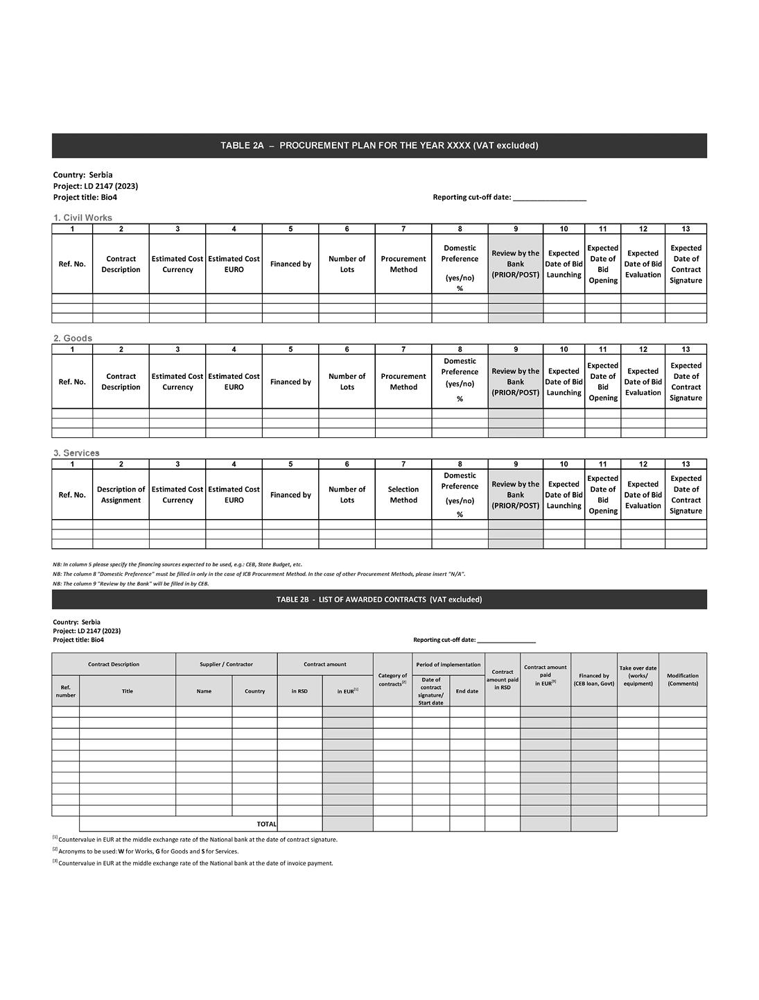 TABLE 2A – PROCUREMENT PLAN FOR THE YEAR XXXX (VAT excluded)
Country: Serbia
Project: LD 2147 (2023)
Project title: Bio4 Reporting cut-off date: __________________
1. Civil Works
1 2 3 4 5 6 7 8 9 10 11 12 13
Ref. No. Contract Description Estimated Cost Currency Estimated Cost EURO Financed by Number of Lots Procurement Method Domestic Preference (yes/no) % Review by the Bank (PRIOR/POST) Expected Date of Bid Launching Expected Date of Bid Opening Expected Date of Bid Evaluation Expected Date of Contract Signature
2. Goods
1 2 3 4 5 6 7 8 9 10 11 12 13
Ref. No. Contract Description Estimated Cost Currency Estimated Cost EURO Financed by Number of Lots Procurement Method Domestic Preference (yes/no) % Review by the Bank (PRIOR/POST) Expected Date of Bid Launching Expected Date of Bid Opening Expected Date of Bid Evaluation Expected Date of Contract Signature
3. Services
1 2 3 4 5 6 7 8 9 10 11 12 13
Ref. No. Description of Assignment Estimated Cost Currency Estimated Cost EURO Financed by Number of Lots Selection Method Domestic Preference (yes/no) % Review by the Bank (PRIOR/POST) Expected Date of Bid Launching Expected Date of Bid Opening Expected Date of Bid Evaluation Expected Date of Contract Signature
NB: In column 5 please specify the financing sources expected to be used, e.g.: CEB, State Budget, etc.
NB: The column 8 "Domestic Preference" must be filled in only in the case of ICB Procurement Method. In the case of other Procurement Methods, please insert "N/A".
NB: The column 9 "Review by the Bank" will be filled in by CEB.
TABLE 2B - LIST OF AWARDED CONTRACTS (VAT excluded)
Country: Serbia
Project: LD 2147 (2023)
Project title: Bio4 Reporting cut-off date: __________________
Contract Description Supplier / Contractor Contract amount Category of contracts[2] Period of implementation Contract amount paid in RSD Contract amount paid in EUR[3] Financed by (CEB loan, Govt) Take over date (works/ equipment) Modification (Comments)
Ref. number Title Name Country in RSD in EUR[1] Date of contract signature/ Start date End date
TOTAL
[1] Countervalue in EUR at the middle exchange rate of the National bank at the date of contract signature.
[2] Acronyms to be used: W for Works, G for Goods and S for Services.
[3] Countervalue in EUR at the middle exchange rate of the National bank at the date of invoice payment.